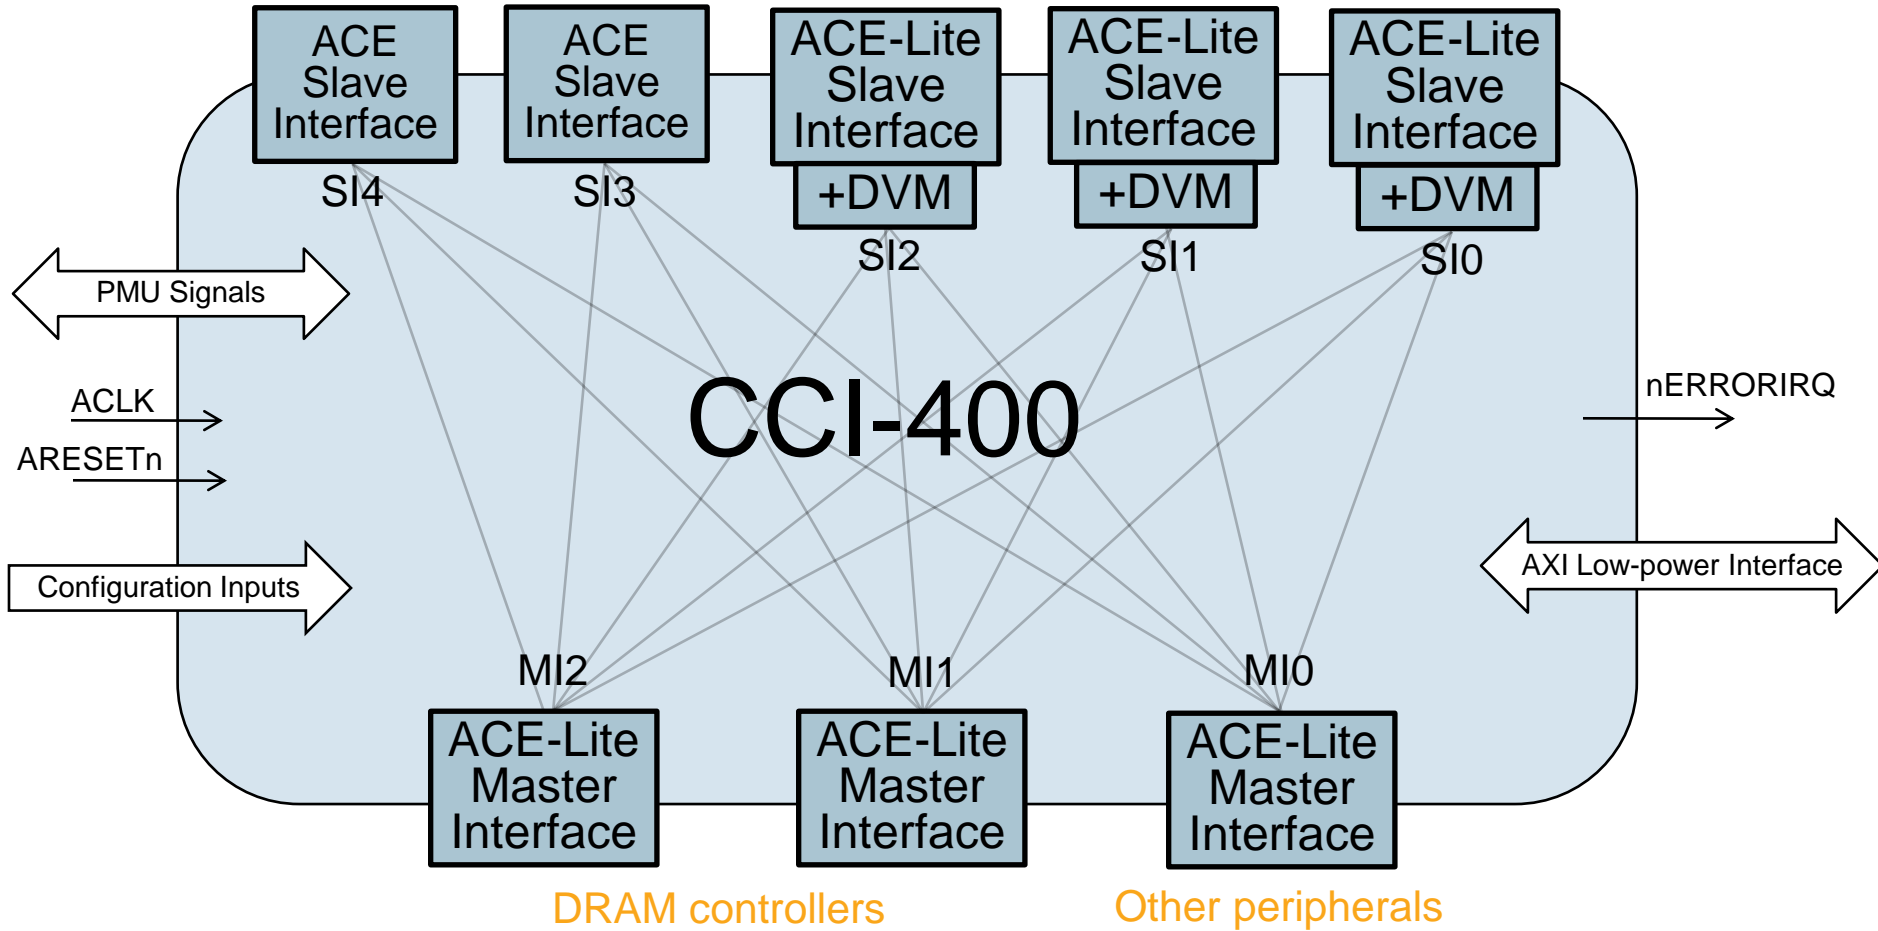 ACE
Slave
Interface
SI4
ACE
Slave
Interface
SI3
ACE-Lite
Slave
Interface
+DVM
SI2
ACE-Lite
Slave
Interface
+DVM
SI1
ACE-Lite
Slave
Interface
+DVM
SI0
PMU Signals
ACLK
ARESETn
Configuration Inputs
CCI-400
nERRORIRQ
AXI Low-power Interface
MI2
ACE-Lite
Master
Interface
MI1
ACE-Lite
Master
Interface
MI0
ACE-Lite
Master
Interface
DRAM controllers
Other peripherals